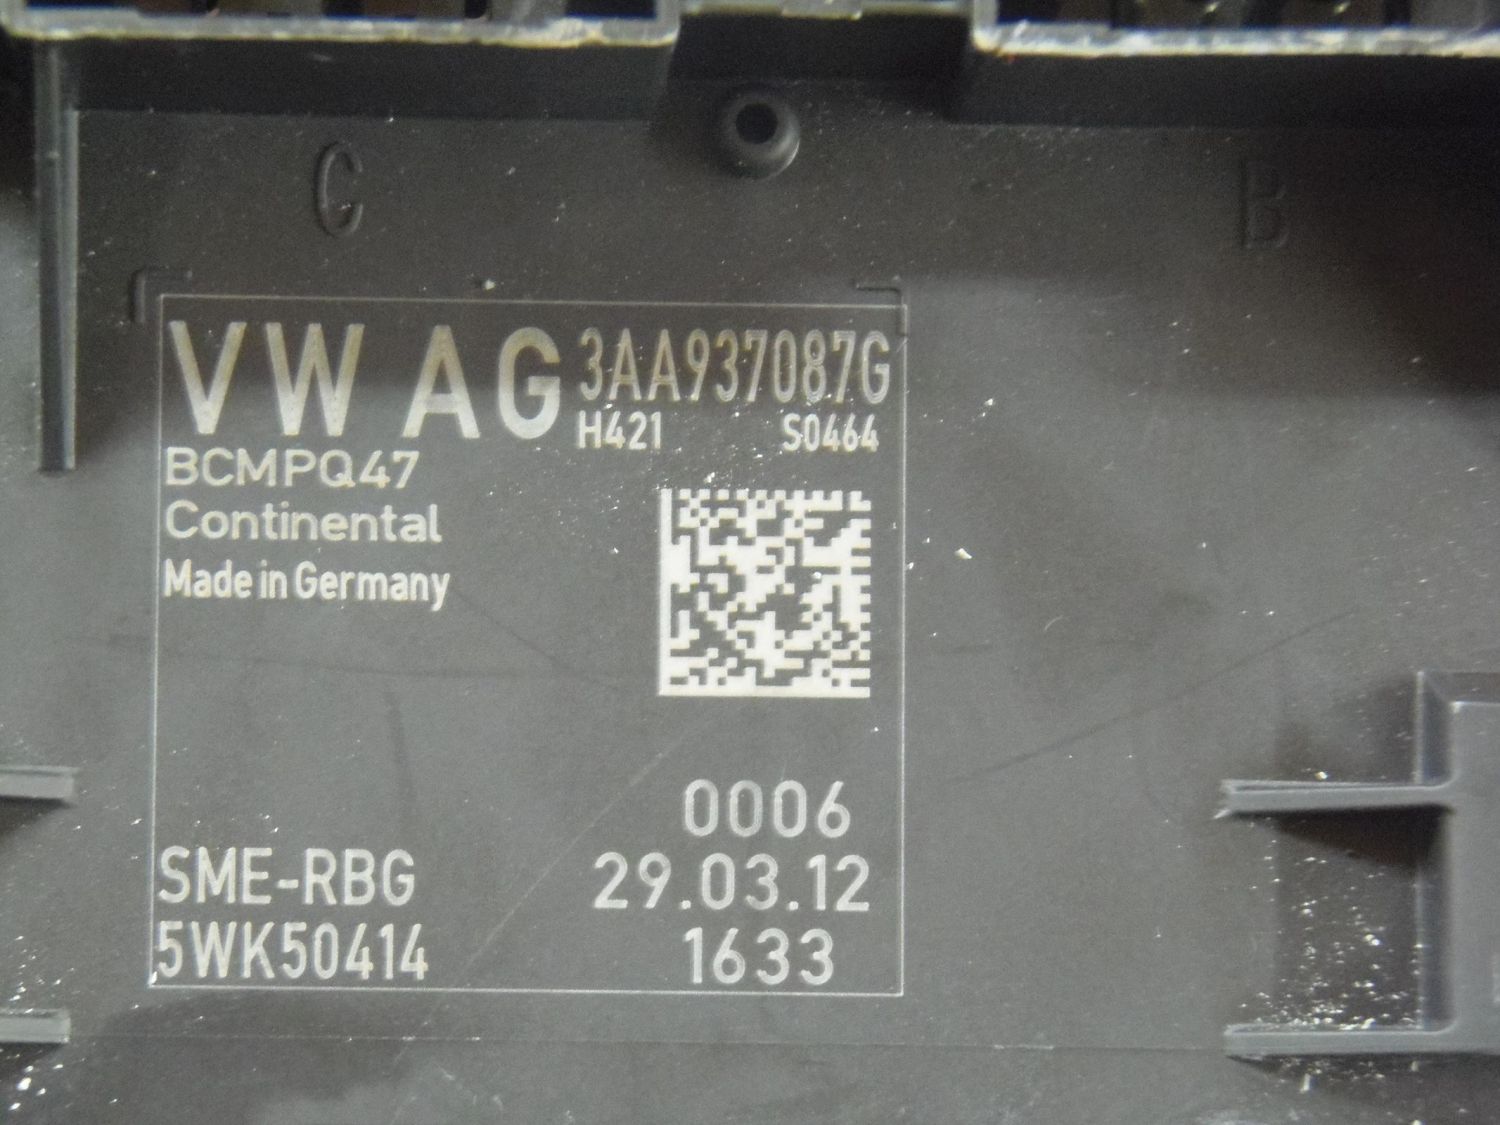 C B
VW AG 3AA937087G
H421 S0464
BCMPQ47
Continental
Made in Germany
0006
SME-RBG 29.03.12
5WK50414 1633